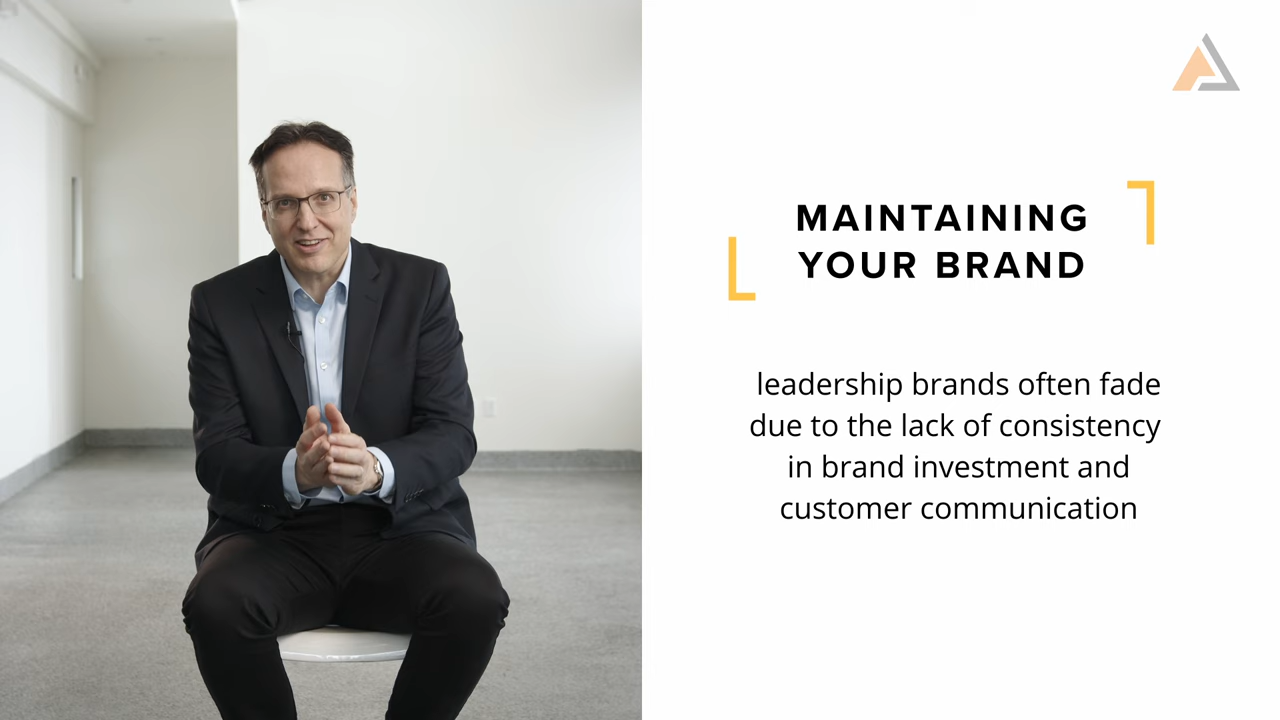 MAINTAINING
YOUR BRAND
leadership brands often fade
due to the lack of consistency
in brand investment and
customer communication